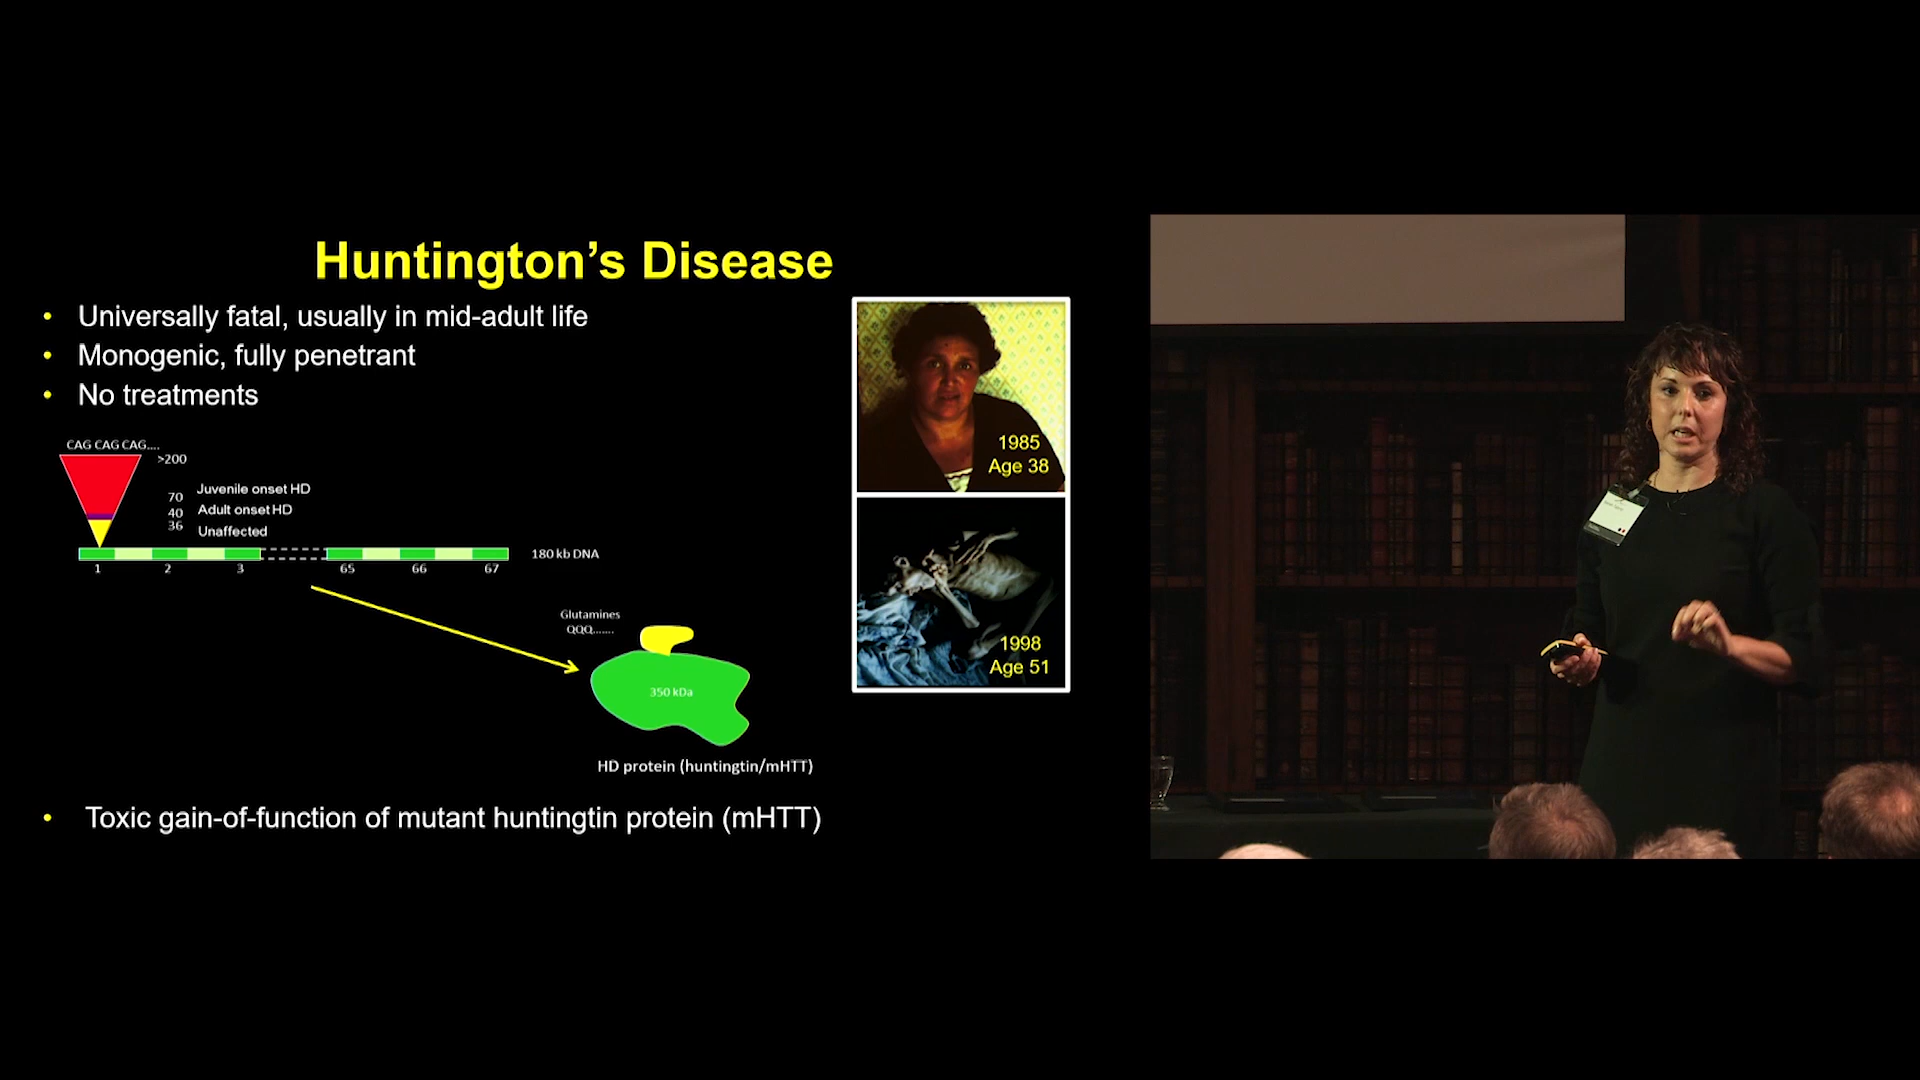 Huntington's Disease
• Universally fatal, usually in mid-adult life
• Monogenic, fully penetrant
• No treatments
CAG CAG CAG....
>200
70 Juvenile onset HD
40 Adult onset HD
36 Unaffected
180 kb DNA
1 2 3 65 66 67
Glutamines
QQQ.......
350 kDa
HD protein (huntingtin/mHTT)
• Toxic gain-of-function of mutant huntingtin protein (mHTT)
1985
Age 38
1998
Age 51